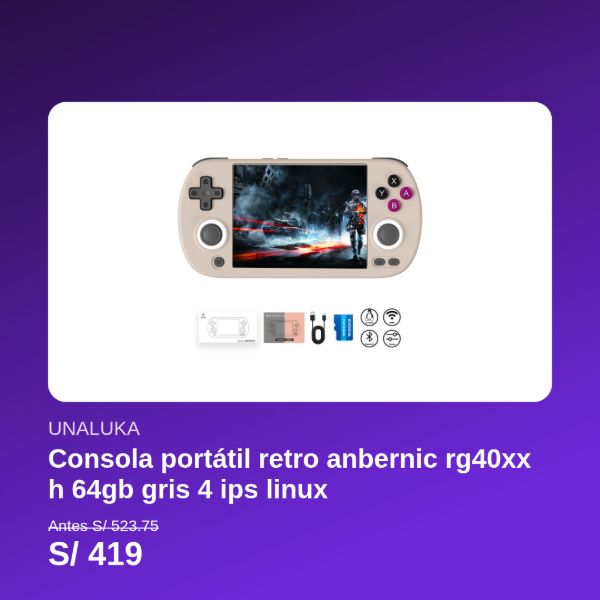 X
Y
A
B
UNALUKA
Consola portátil retro anbernic rg40xx
h 64gb gris 4 ips linux
Antes S/ 523.75
S/ 419